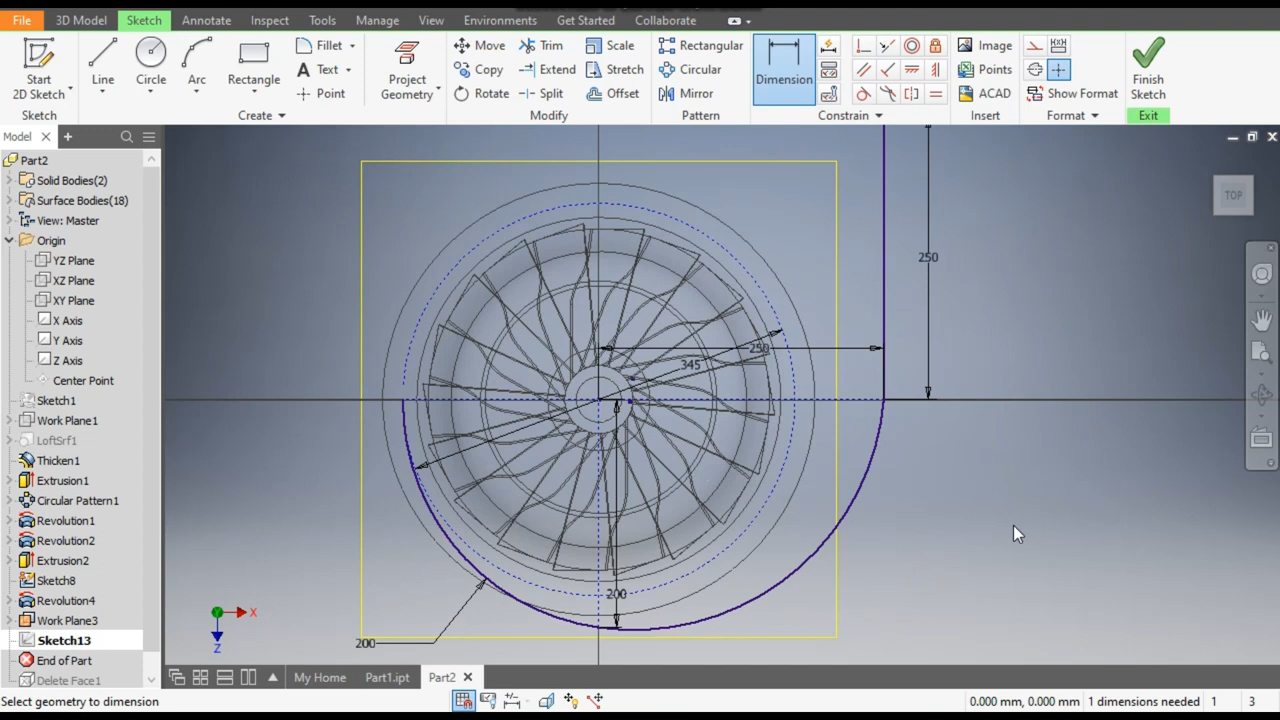 File 3D Model Sketch Annotate Inspect Tools Manage View Environments Get Started Collaborate
Start 2D Sketch
Line
Circle
Arc
Rectangle
Fillet
Text
Point
Project Geometry
Move Trim Scale
Copy Extend Stretch
Rotate Split Offset
Rectangular
Circular
Mirror
Dimension
Image
Points
ACAD
Show Format
Finish Sketch
Sketch Create Modify Pattern Constrain Insert Format Exit
Model
Part2
Solid Bodies(2)
Surface Bodies(18)
View: Master
Origin
YZ Plane
XZ Plane
XY Plane
X Axis
Y Axis
Z Axis
Center Point
Sketch1
Work Plane1
LoftSrf1
Thicken1
Extrusion1
Circular Pattern1
Revolution1
Revolution2
Extrusion2
Sketch8
Revolution4
Work Plane3
Sketch13
End of Part
Delete Face1
TOP
250
250
345
200
200
X
Z
My Home Part1.ipt Part2
Select geometry to dimension
0.000 mm, 0.000 mm 1 dimensions needed 1 3